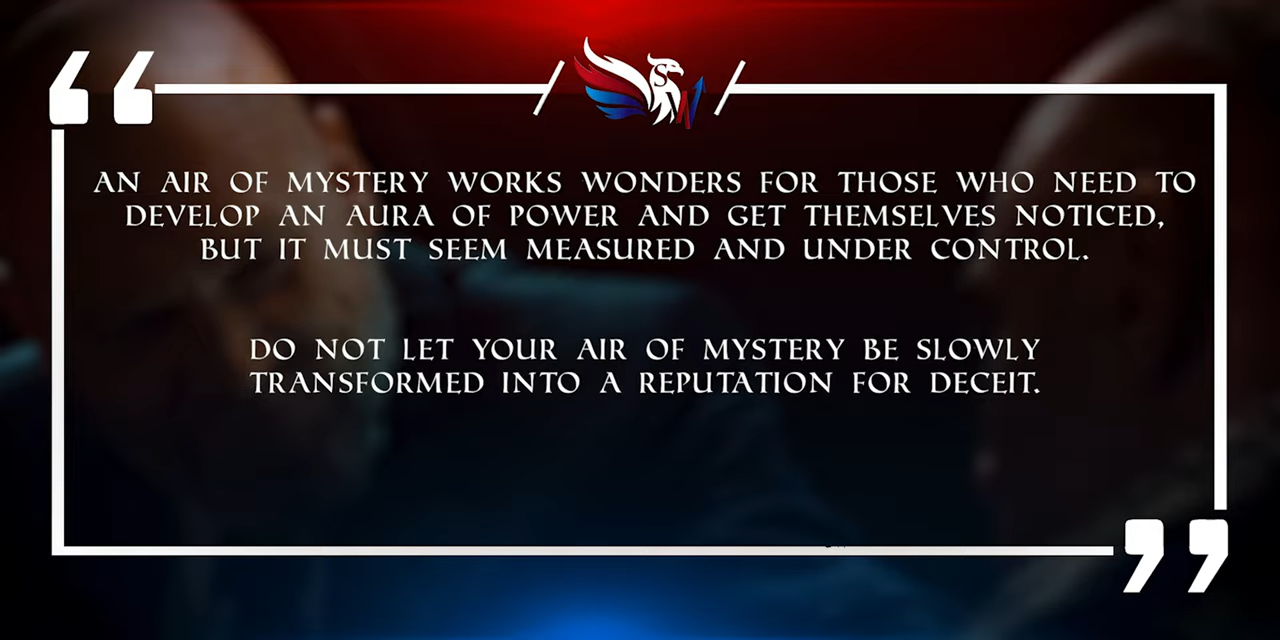 AN AIR OF MYSTERY WORKS WONDERS FOR THOSE WHO NEED TO
DEVELOP AN AURA OF POWER AND GET THEMSELVES NOTICED,
BUT IT MUST SEEM MEASURED AND UNDER CONTROL.
DO NOT LET YOUR AIR OF MYSTERY BE SLOWLY
TRANSFORMED INTO A REPUTATION FOR DECEIT.